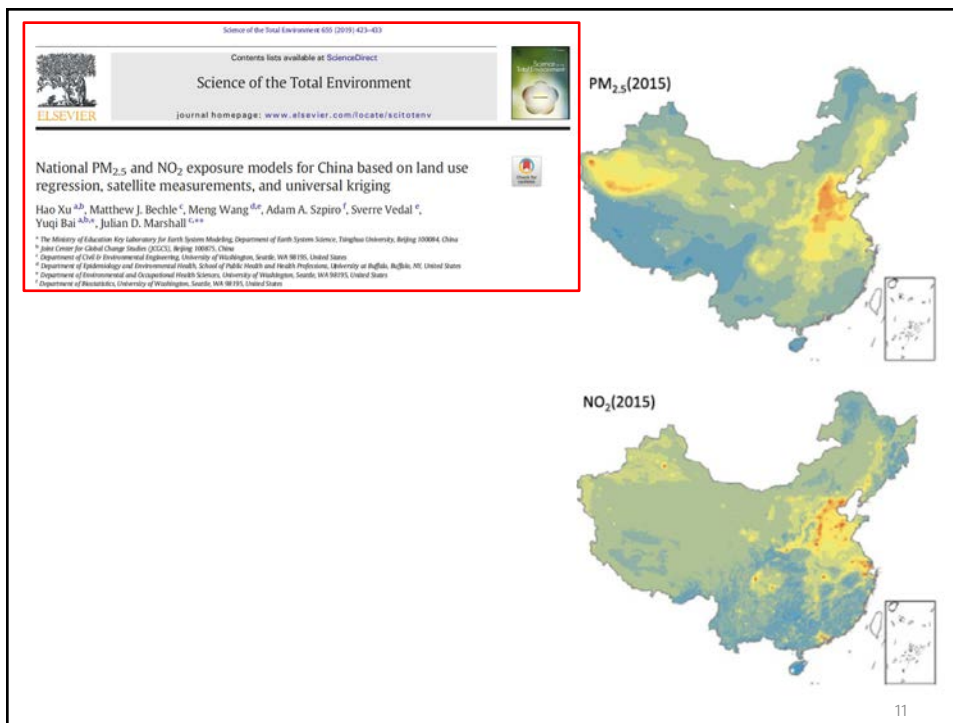 Science of the Total Environment 655 (2019) 423–433
Contents lists available at ScienceDirect
Science of the Total Environment
journal homepage: www.elsevier.com/locate/scitotenv
ELSEVIER
Science of the
Total Environment
Check for
updates
National PM2.5 and NO2 exposure models for China based on land use
regression, satellite measurements, and universal kriging
Hao Xu a,b, Matthew J. Bechle c, Meng Wang d,e, Adam A. Szpiro f, Sverre Vedal e,
Yuqi Bai a,b,*, Julian D. Marshall c,**
a The Ministry of Education Key Laboratory for Earth System Modeling, Department of Earth System Science, Tsinghua University, Beijing 100084, China
b Joint Center for Global Change Studies (JCGCS), Beijing 100875, China
c Department of Civil & Environmental Engineering, University of Washington, Seattle, WA 98195, United States
d Department of Epidemiology and Environmental Health, School of Public Health and Health Professions, University at Buffalo, Buffalo, NY, United States
e Department of Environmental and Occupational Health Sciences, University of Washington, Seattle, WA 98195, United States
f Department of Biostatistics, University of Washington, Seattle, WA 98195, United States
PM2.5(2015)
NO2(2015)
11